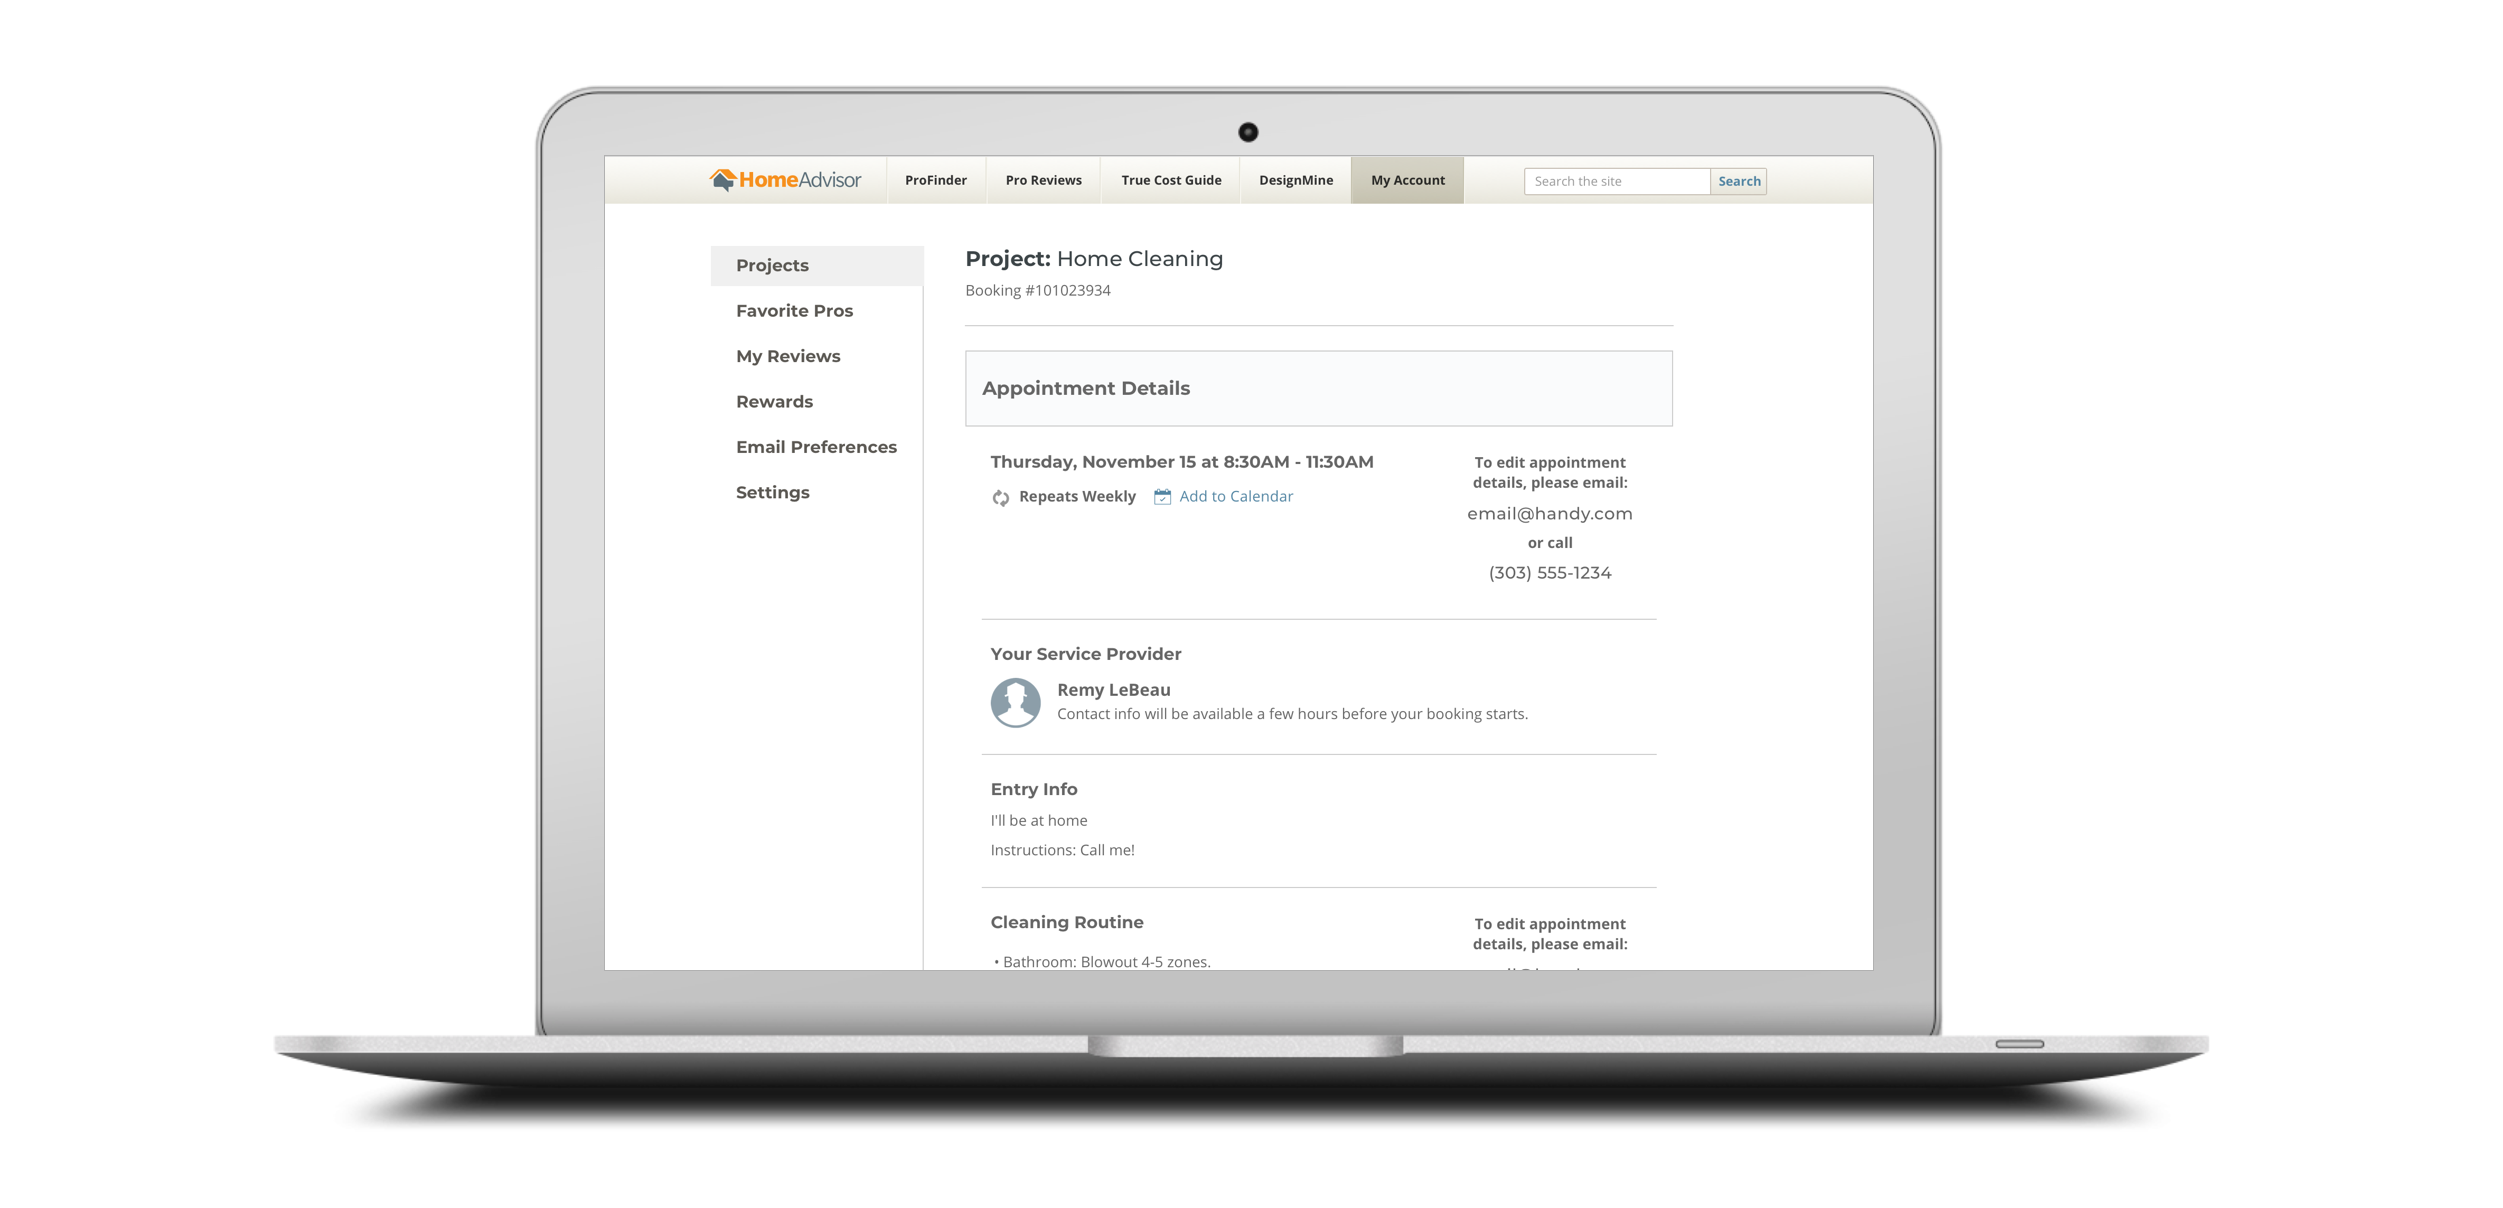 HomeAdvisor
ProFinder
Pro Reviews
True Cost Guide
DesignMine
My Account
Search the site
Search
Projects
Favorite Pros
My Reviews
Rewards
Email Preferences
Settings
Project: Home Cleaning
Booking #101023934
Appointment Details
Thursday, November 15 at 8:30AM - 11:30AM
Repeats Weekly
Add to Calendar
To edit appointment
details, please email:
email@handy.com
or call
(303) 555-1234
Your Service Provider
Remy LeBeau
Contact info will be available a few hours before your booking starts.
Entry Info
I'll be at home
Instructions: Call me!
Cleaning Routine
• Bathroom: Blowout 4-5 zones.
To edit appointment
details, please email: